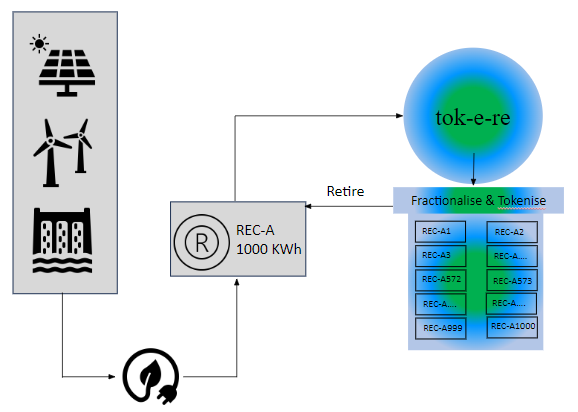 tok-e-re
Retire
Fractionalise & Tokenise
R
REC-A
1000 KWh
REC-A1
REC-A2
REC-A3
REC-A....
REC-A572
REC-A573
REC-A....
REC-A....
REC-A999
REC-A1000